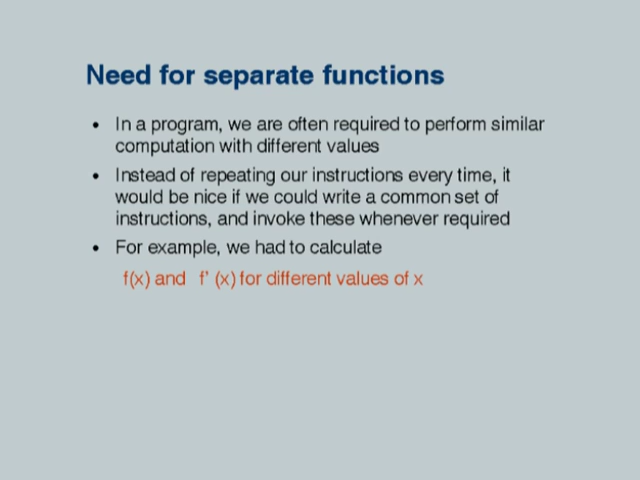 Need for separate functions
• In a program, we are often required to perform similar
computation with different values
• Instead of repeating our instructions every time, it
would be nice if we could write a common set of
instructions, and invoke these whenever required
• For example, we had to calculate
f(x) and f' (x) for different values of x